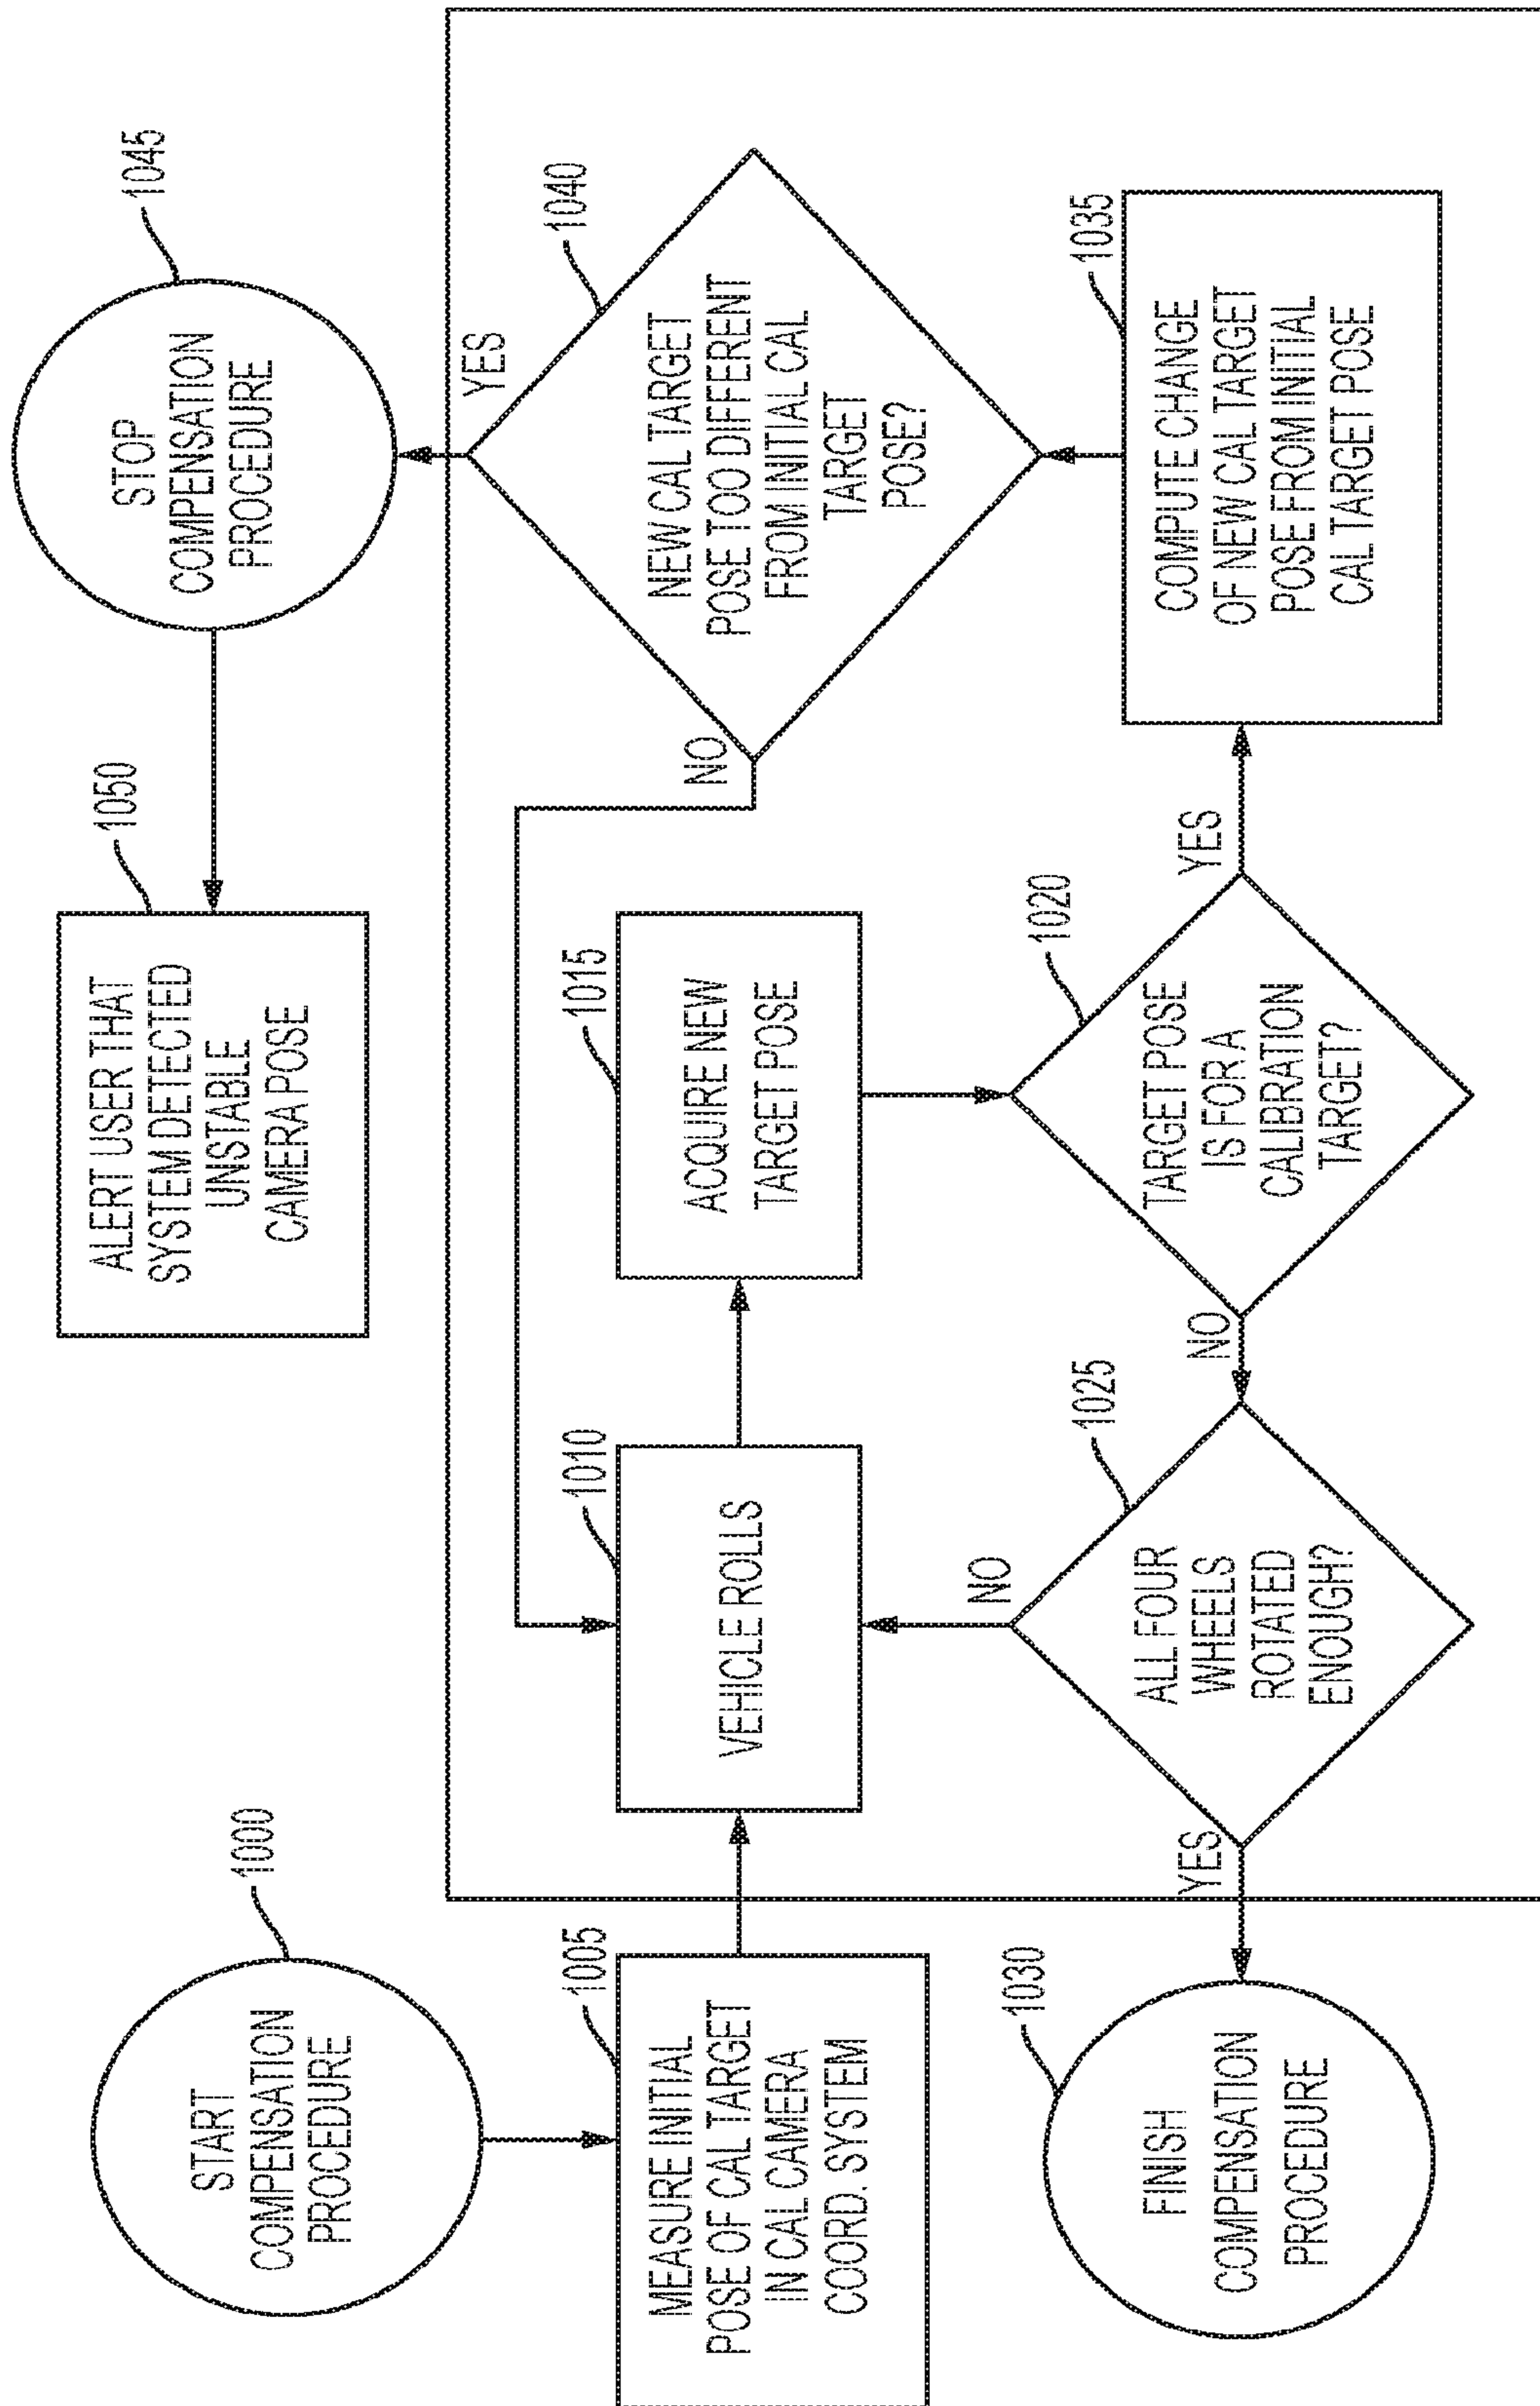 START
COMPENSATION
PROCEDURE
1000
MEASURE INITIAL
POSE OF CAL TARGET
IN CAL CAMERA
COORD. SYSTEM
1005
VEHICLE ROLLS
1010
ACQUIRE NEW
TARGET POSE
1015
TARGET POSE
IS FOR A
CALIBRATION
TARGET?
1020
NO
YES
ALL FOUR
WHEELS
ROTATED
ENOUGH?
1025
NO
YES
FINISH
COMPENSATION
PROCEDURE
1030
COMPUTE CHANGE
OF NEW CAL TARGET
POSE FROM INITIAL
CAL TARGET POSE
1035
NEW CAL TARGET
POSE TOO DIFFERENT
FROM INITIAL CAL
TARGET
POSE?
1040
NO
YES
STOP
COMPENSATION
PROCEDURE
1045
ALERT USER THAT
SYSTEM DETECTED
UNSTABLE
CAMERA POSE
1050